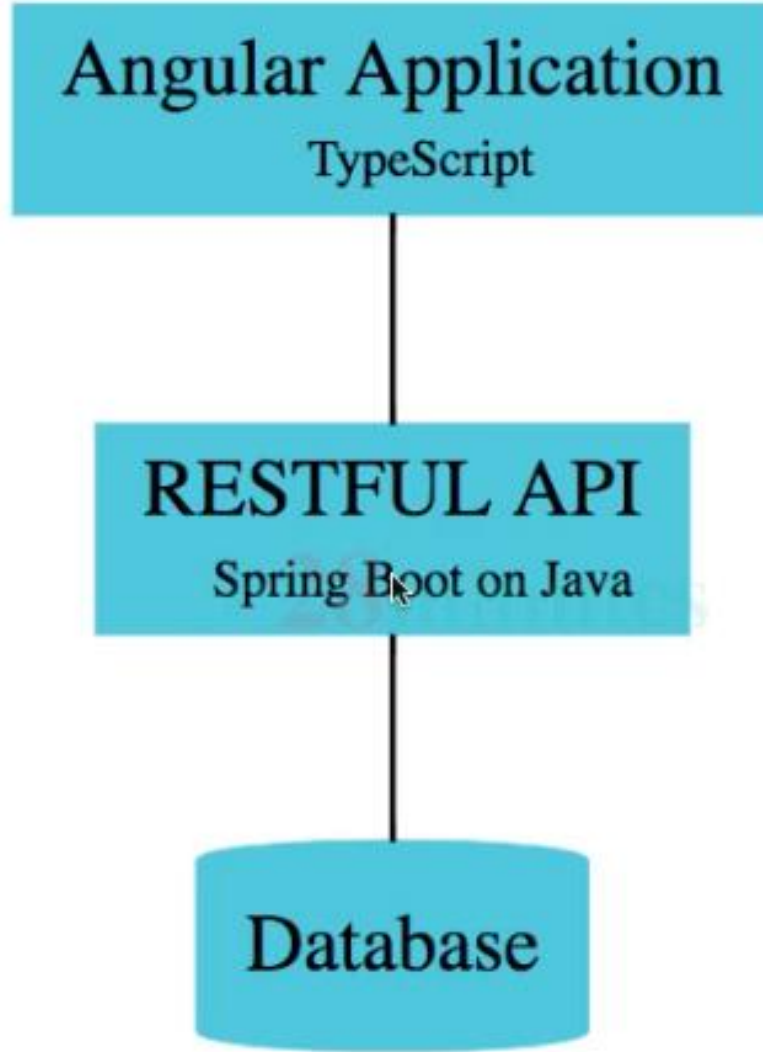 Angular Application
TypeScript
RESTFUL API
Spring Boot on Java
Database